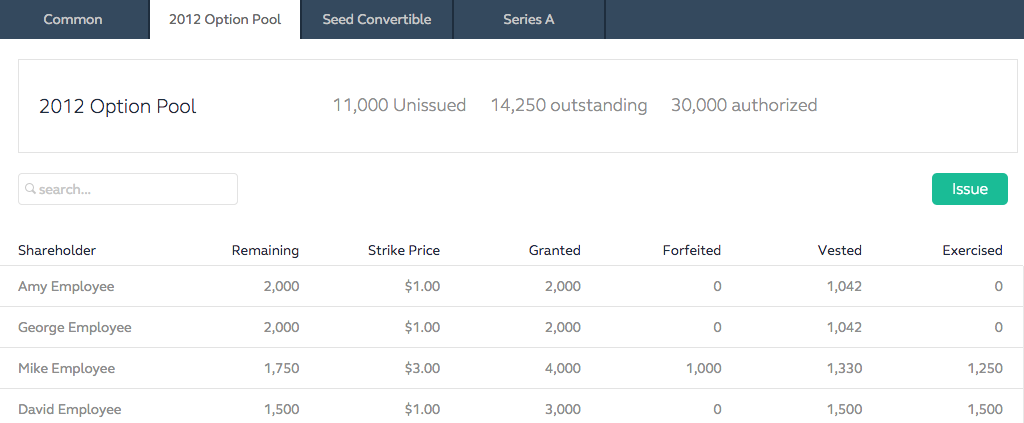 Common 2012 Option Pool Seed Convertible Series A
2012 Option Pool 11,000 Unissued 14,250 outstanding 30,000 authorized
search... Issue
Shareholder Remaining Strike Price Granted Forfeited Vested Exercised
Amy Employee 2,000 $1.00 2,000 0 1,042 0
George Employee 2,000 $1.00 2,000 0 1,042 0
Mike Employee 1,750 $3.00 4,000 1,000 1,330 1,250
David Employee 1,500 $1.00 3,000 0 1,500 1,500